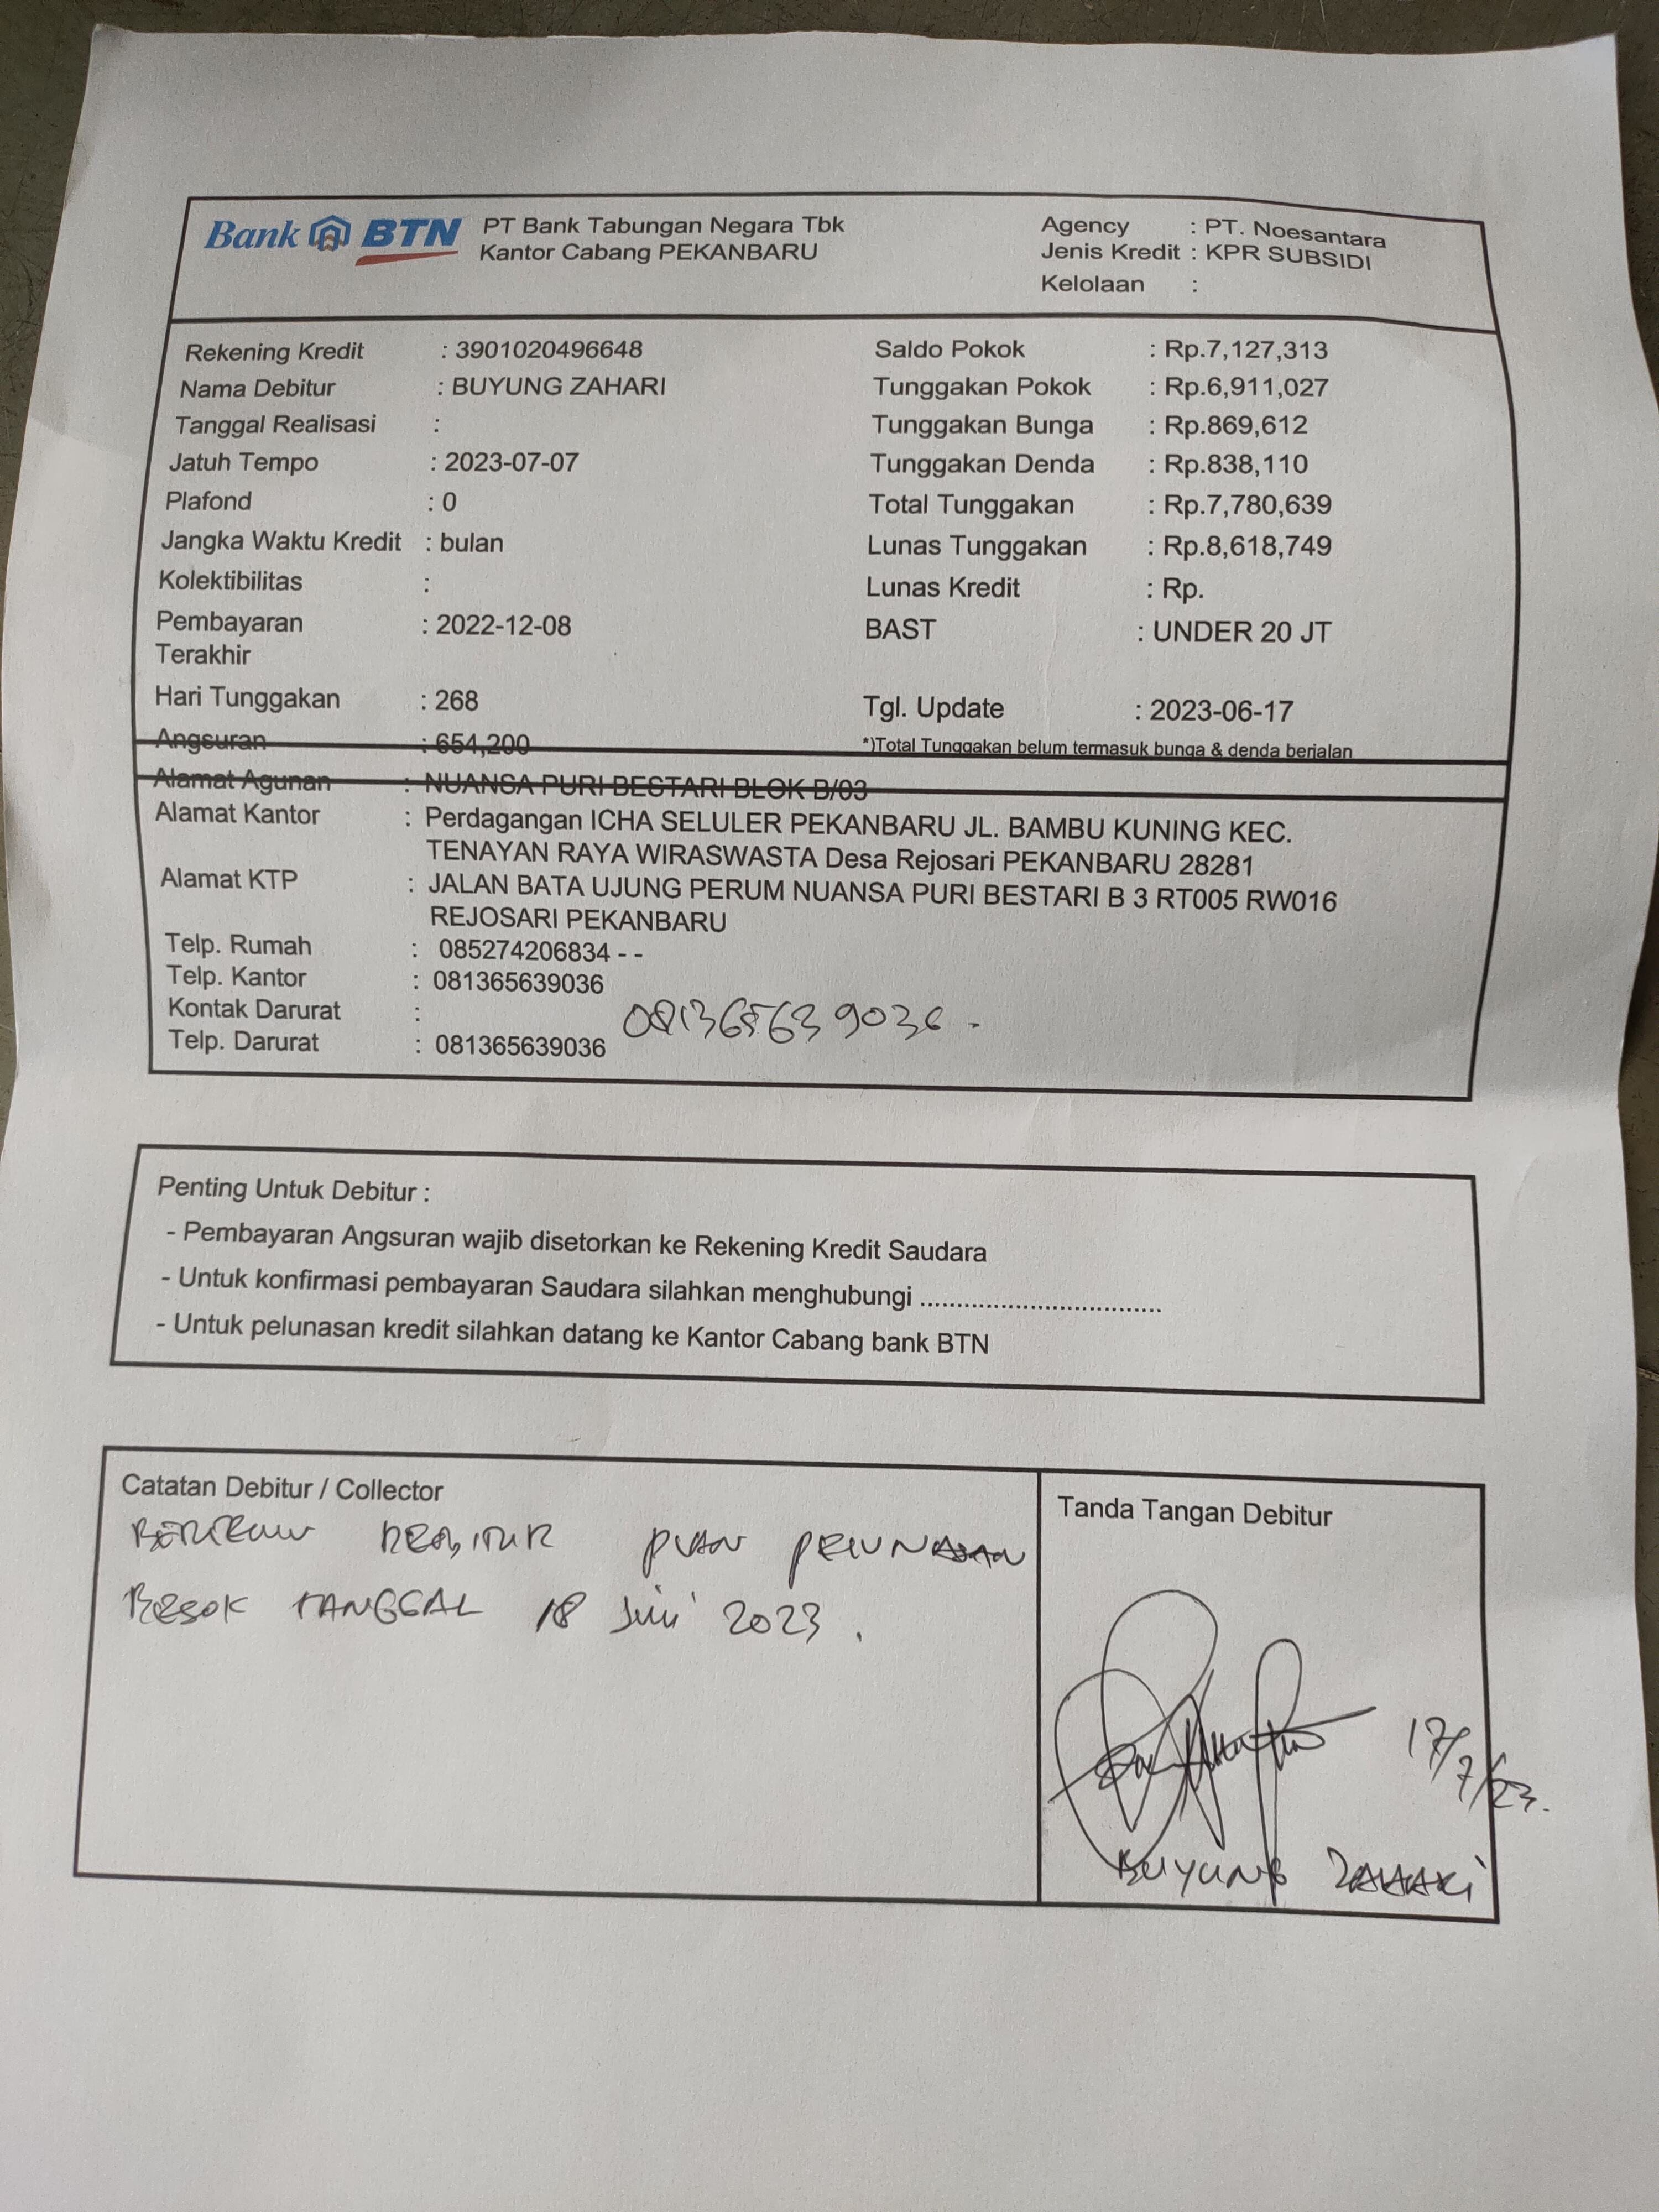 Bank BTN PT Bank Tabungan Negara Tbk
Kantor Cabang PEKANBARU
Agency : PT. Noesantara
Jenis Kredit : KPR SUBSIDI
Kelolaan :
Rekening Kredit : 3901020496648
Nama Debitur : BUYUNG ZAHARI
Tanggal Realisasi :
Jatuh Tempo : 2023-07-07
Plafond : 0
Jangka Waktu Kredit : bulan
Kolektibilitas :
Pembayaran : 2022-12-08
Terakhir
Hari Tunggakan : 268
Angsuran : 654,200
Saldo Pokok : Rp.7,127,313
Tunggakan Pokok : Rp.6,911,027
Tunggakan Bunga : Rp.869,612
Tunggakan Denda : Rp.838,110
Total Tunggakan : Rp.7,780,639
Lunas Tunggakan : Rp.8,618,749
Lunas Kredit : Rp.
BAST : UNDER 20 JT
Tgl. Update : 2023-06-17
*)Total Tunggakan belum termasuk bunga & denda berjalan
Alamat Agunan : NUANSA PURI BESTARI BLOK B/03
Alamat Kantor : Perdagangan ICHA SELULER PEKANBARU JL. BAMBU KUNING KEC.
TENAYAN RAYA WIRASWASTA Desa Rejosari PEKANBARU 28281
Alamat KTP : JALAN BATA UJUNG PERUM NUANSA PURI BESTARI B 3 RT005 RW016
REJOSARI PEKANBARU
Telp. Rumah : 085274206834 - -
Telp. Kantor : 081365639036
Kontak Darurat : 081365639036 -
Telp. Darurat : 081365639036
Penting Untuk Debitur :
- Pembayaran Angsuran wajib disetorkan ke Rekening Kredit Saudara
- Untuk konfirmasi pembayaran Saudara silahkan menghubungi .................................
- Untuk pelunasan kredit silahkan datang ke Kantor Cabang bank BTN
Catatan Debitur / Collector
DEBITUR PLAN PELUNASAN
BESOK TANGGAL 18 Juli 2023 .
Tanda Tangan Debitur
17/7/23.
BUYUNG ZAHARI